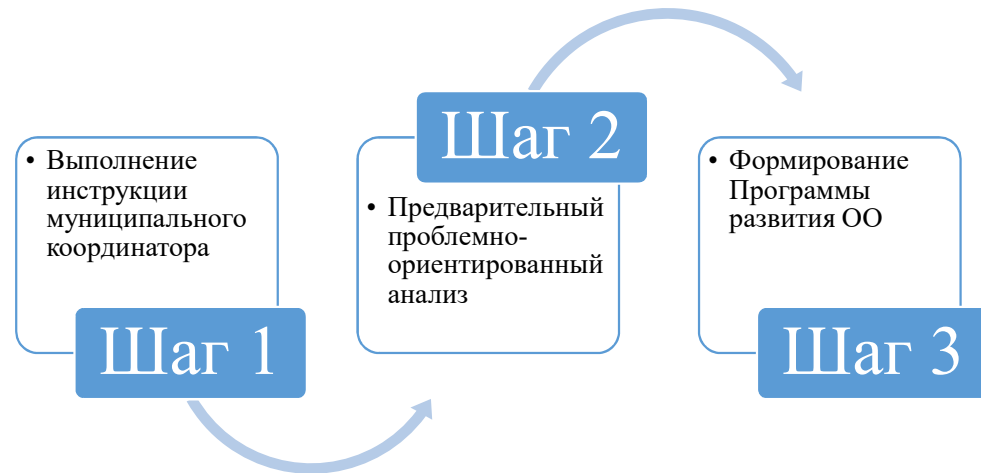 • Выполнение
инструкции
муниципального
координатора
Шаг 1
Шаг 2
• Предварительный
проблемно-
ориентированный
анализ
• Формирование
Программы
развития ОО
Шаг 3